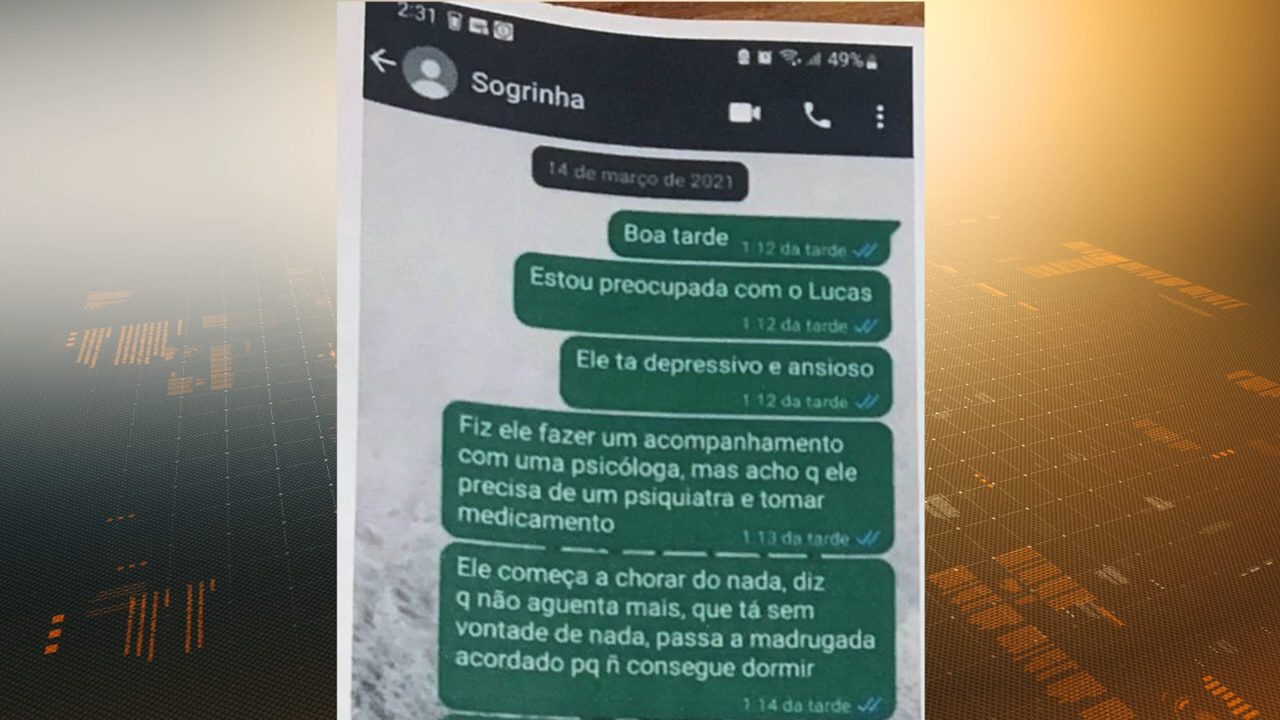 2:31
49%
Sogrinha
14 de março de 2021
Boa tarde
1:12 da tarde
Estou preocupada com o Lucas
1:12 da tarde
Ele ta depressivo e ansioso
1:12 da tarde
Fiz ele fazer um acompanhamento
com uma psicóloga, mas acho q ele
precisa de um psiquiatra e tomar
medicamento
1:13 da tarde
Ele começa a chorar do nada, diz
q não aguenta mais, que tá sem
vontade de nada, passa a madrugada
acordado pq ñ consegue dormir
1:14 da tarde